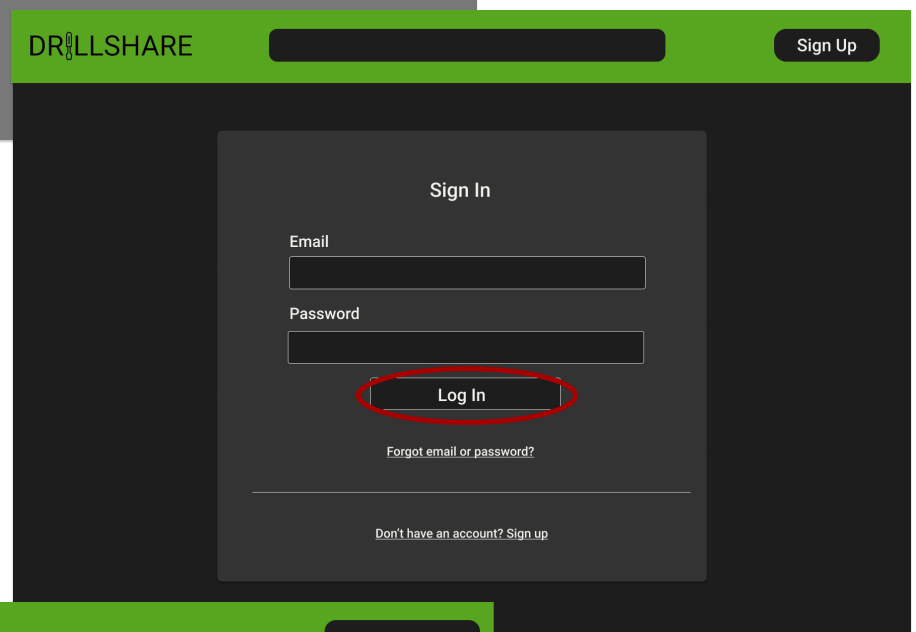 DRILLSHARE
Sign Up
Sign In
Email
Password
Log In
Forgot email or password?
Don't have an account? Sign up